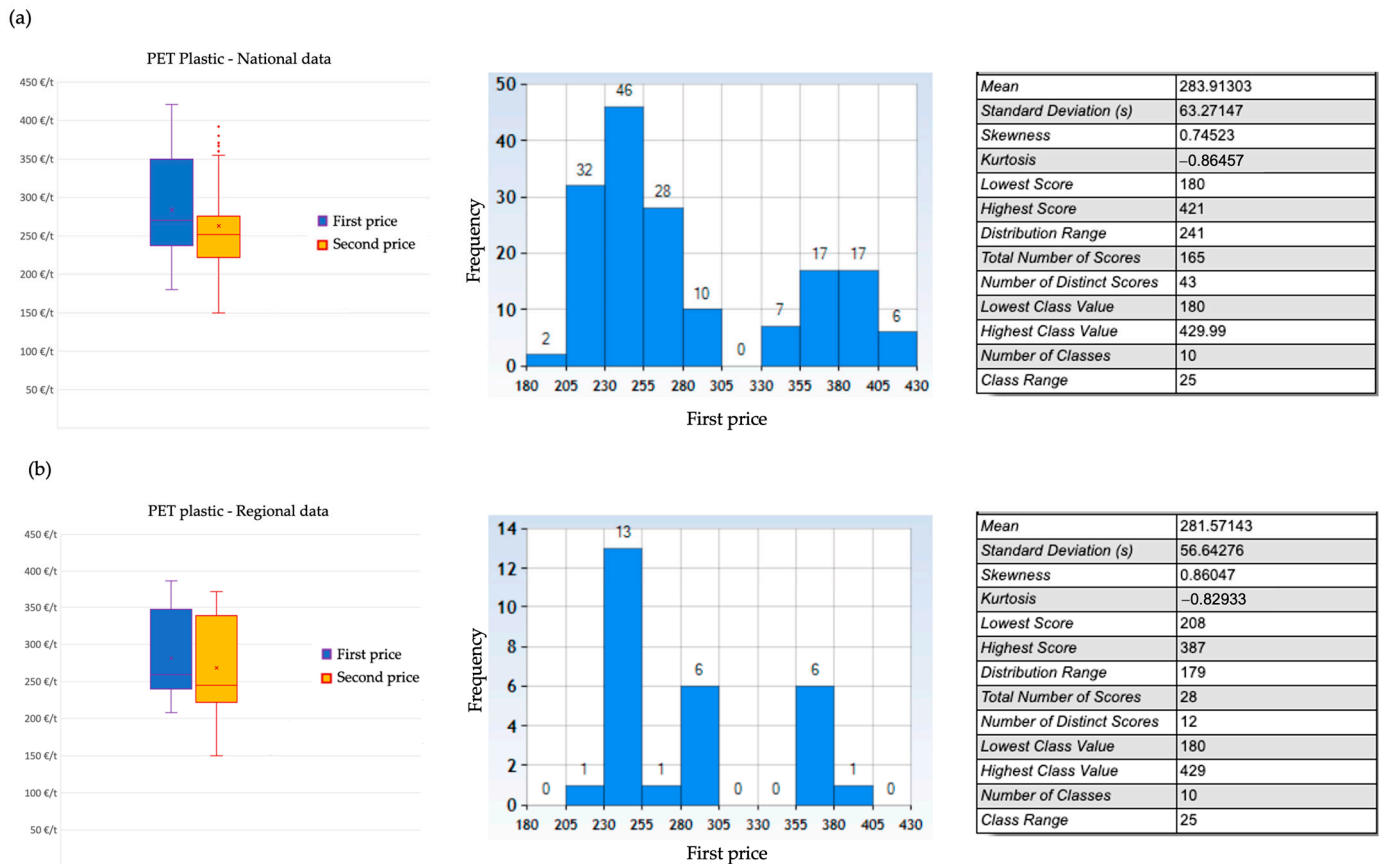 (a)
PET Plastic - National data
450 €/t
400 €/t
350 €/t
300 €/t
250 €/t
200 €/t
150 €/t
100 €/t
50 €/t
First price
Second price
Frequency
50
40
30
20
10
0
2
32
46
28
10
0
7
17
17
6
180 205 230 255 280 305 330 355 380 405 430
First price
Mean 283.91303
Standard Deviation (s) 63.27147
Skewness 0.74523
Kurtosis −0.86457
Lowest Score 180
Highest Score 421
Distribution Range 241
Total Number of Scores 165
Number of Distinct Scores 43
Lowest Class Value 180
Highest Class Value 429.99
Number of Classes 10
Class Range 25
(b)
PET plastic - Regional data
450 €/t
400 €/t
350 €/t
300 €/t
250 €/t
200 €/t
150 €/t
100 €/t
50 €/t
First price
Second price
Frequency
14
12
10
8
6
4
2
0
0
1
13
1
6
0
0
6
1
0
180 205 230 255 280 305 330 355 380 405 430
First price
Mean 281.57143
Standard Deviation (s) 56.64276
Skewness 0.86047
Kurtosis −0.82933
Lowest Score 208
Highest Score 387
Distribution Range 179
Total Number of Scores 28
Number of Distinct Scores 12
Lowest Class Value 180
Highest Class Value 429
Number of Classes 10
Class Range 25